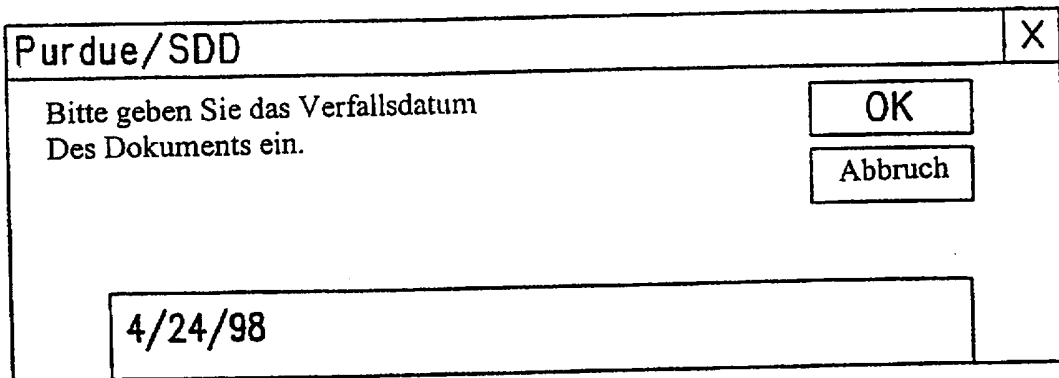 Purdue/SDD X
Bitte geben Sie das Verfallsdatum
Des Dokuments ein.
OK
Abbruch
4/24/98